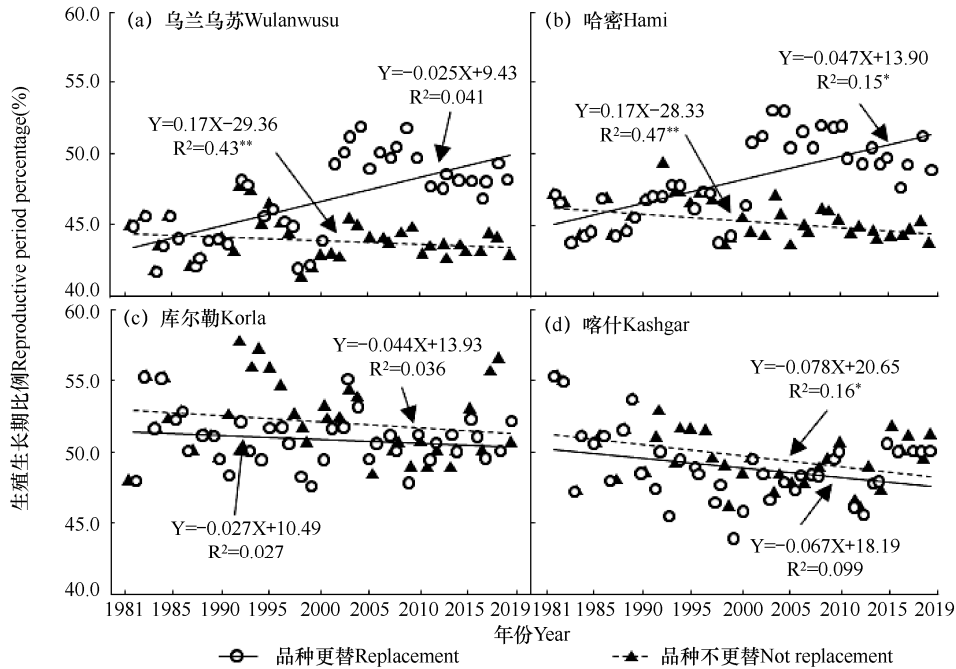 生殖生长期比例Reproductive period percentage(%)
60.0
50.0
45.0
40.0
(a) 乌兰乌苏Wulanwusu
Y=−0.025X+9.43
R²=0.041
Y=0.17X−29.36
R²=0.43**
(b) 哈密Hami
Y=−0.047X+13.90
R²=0.15*
Y=0.17X−28.33
R²=0.47**
60.0
55.0
50.0
45.0
40.0
(c) 库尔勒Korla
Y=−0.044X+13.93
R²=0.036
Y=−0.027X+10.49
R²=0.027
(d) 喀什Kashgar
Y=−0.078X+20.65
R²=0.16*
Y=−0.067X+18.19
R²=0.099
1981 1985 1990 1995 2000 2005 2010 2015 2019
1981 1985 1990 1995 2000 2005 2010 2015 2019
年份Year
品种更替Replacement
品种不更替Not replacement